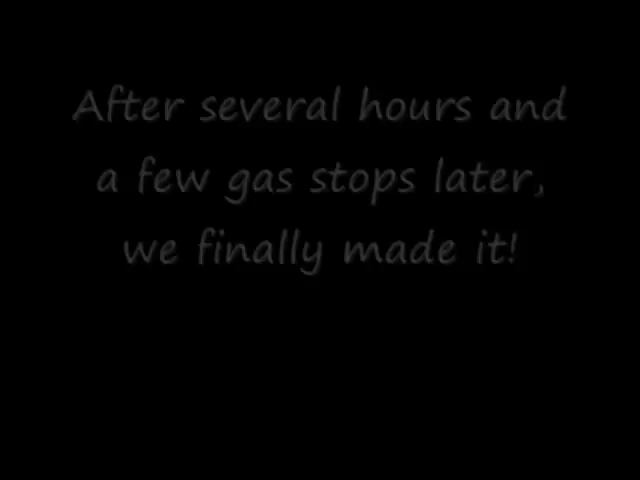 After several hours and
a few gas stops later,
we finally made it!